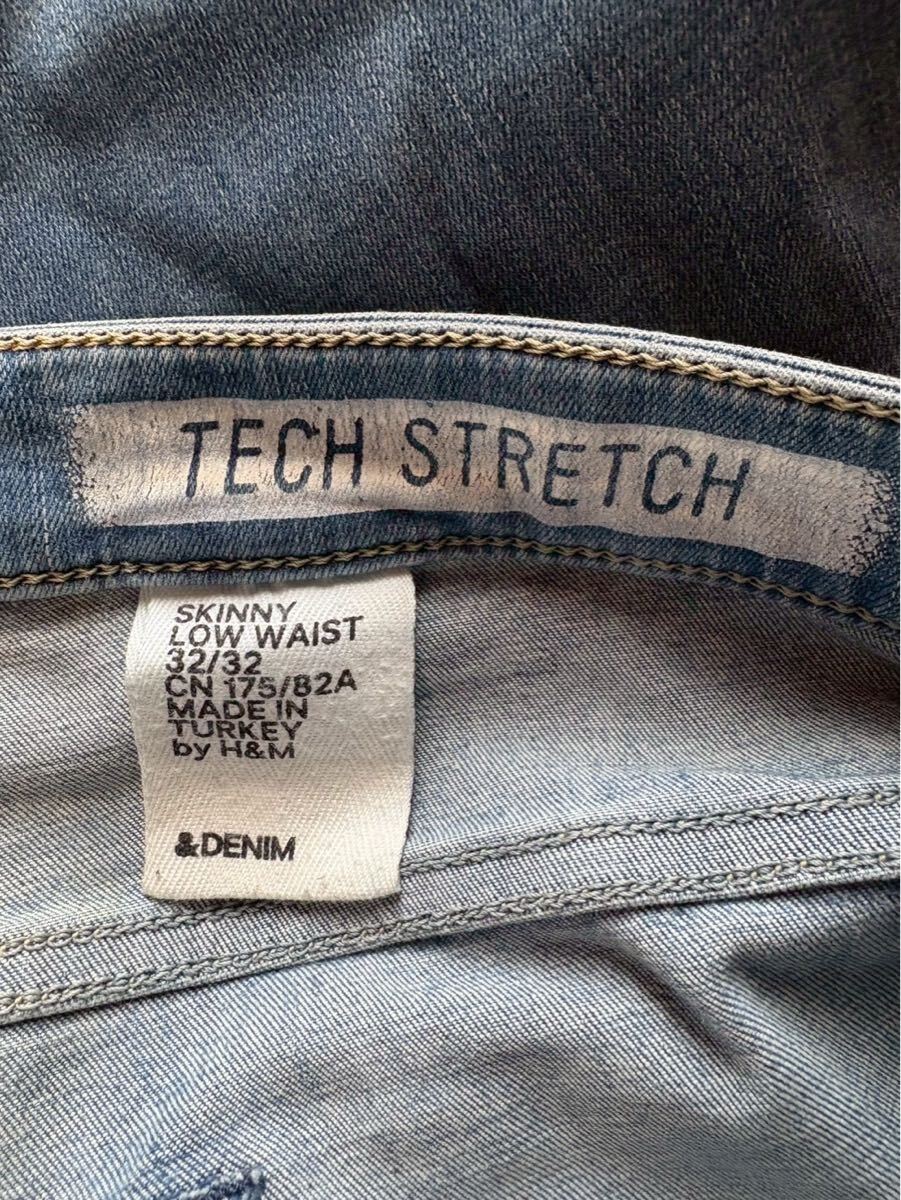 TECH STRETCH
SKINNY
LOW WAIST
32/32
CN 175/82A
MADE IN
TURKEY
by H&M
&DENIM